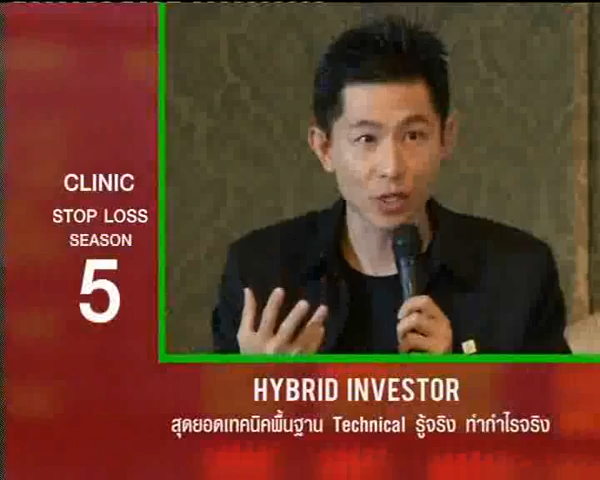 CLINIC
STOP LOSS
SEASON
5
HYBRID INVESTOR
สุดยอดเทคนิคพื้นฐาน Technical รู้จริง ทำกำไรจริง